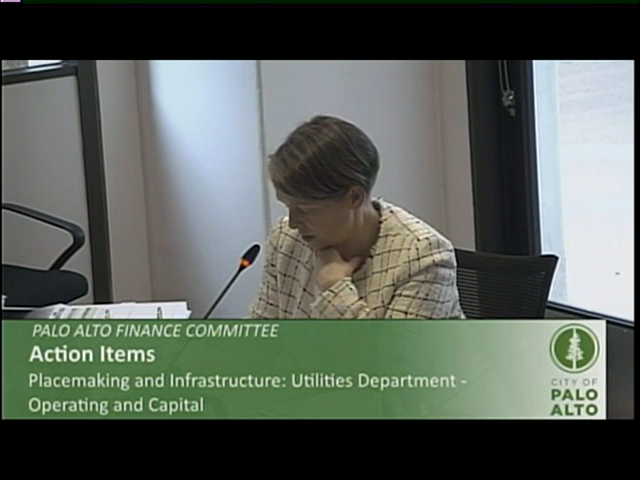 PALO ALTO FINANCE COMMITTEE
Action Items
Placemaking and Infrastructure: Utilities Department -
Operating and Capital
CITY OF
PALO
ALTO